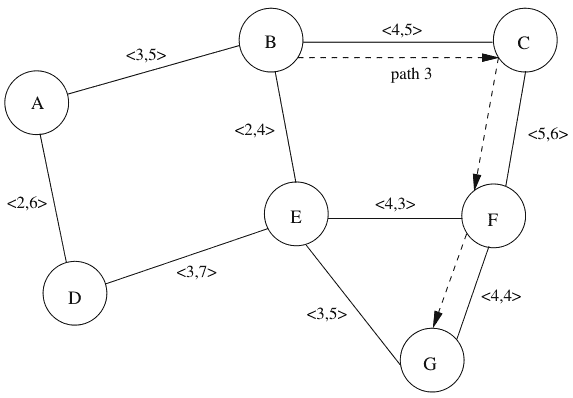 B
<4,5>
C
<3,5>
path 3
A
<2,4>
<5,6>
<2,6>
E
<4,3>
F
<3,7>
D
<3,5>
<4,4>
G